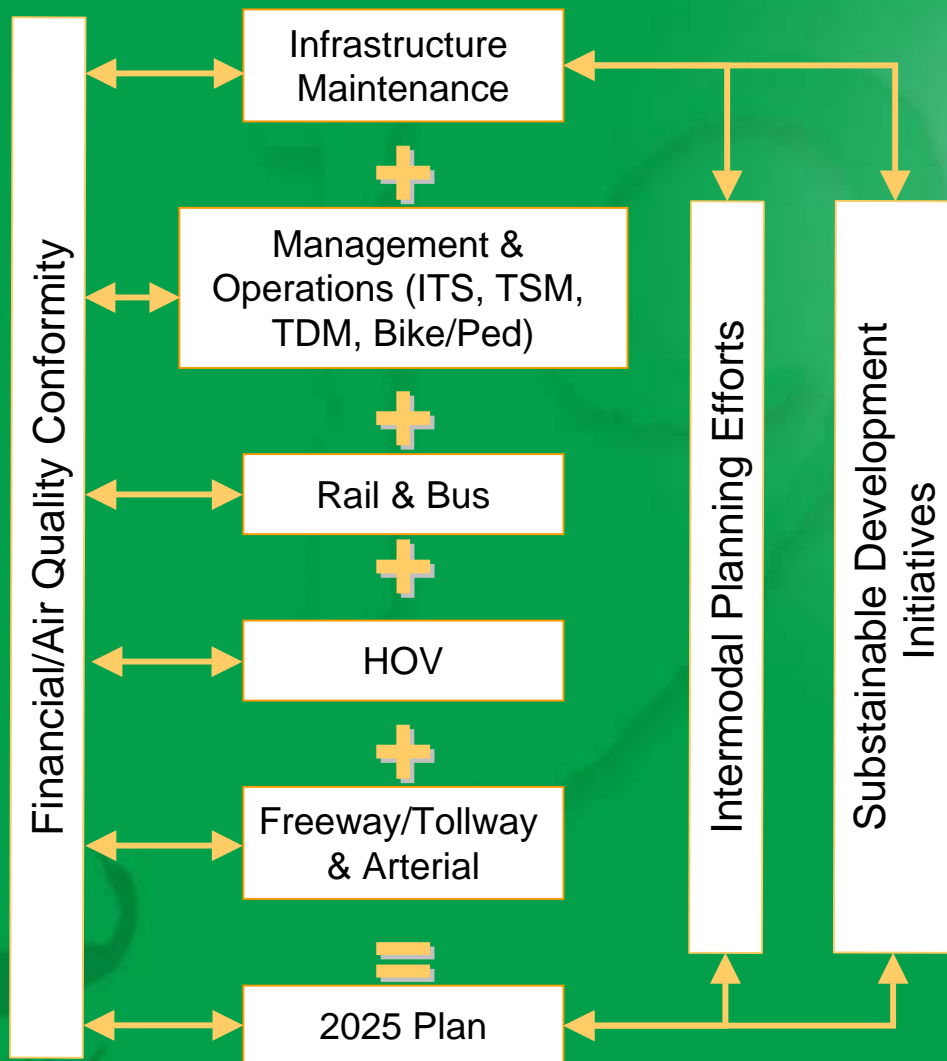 Financial/Air Quality Conformity
Infrastructure
Maintenance
+
Management &
Operations (ITS, TSM,
TDM, Bike/Ped)
+
Rail & Bus
+
HOV
+
Freeway/Tollway
& Arterial
=
2025 Plan
Intermodal Planning Efforts
Substainable Development
Initiatives